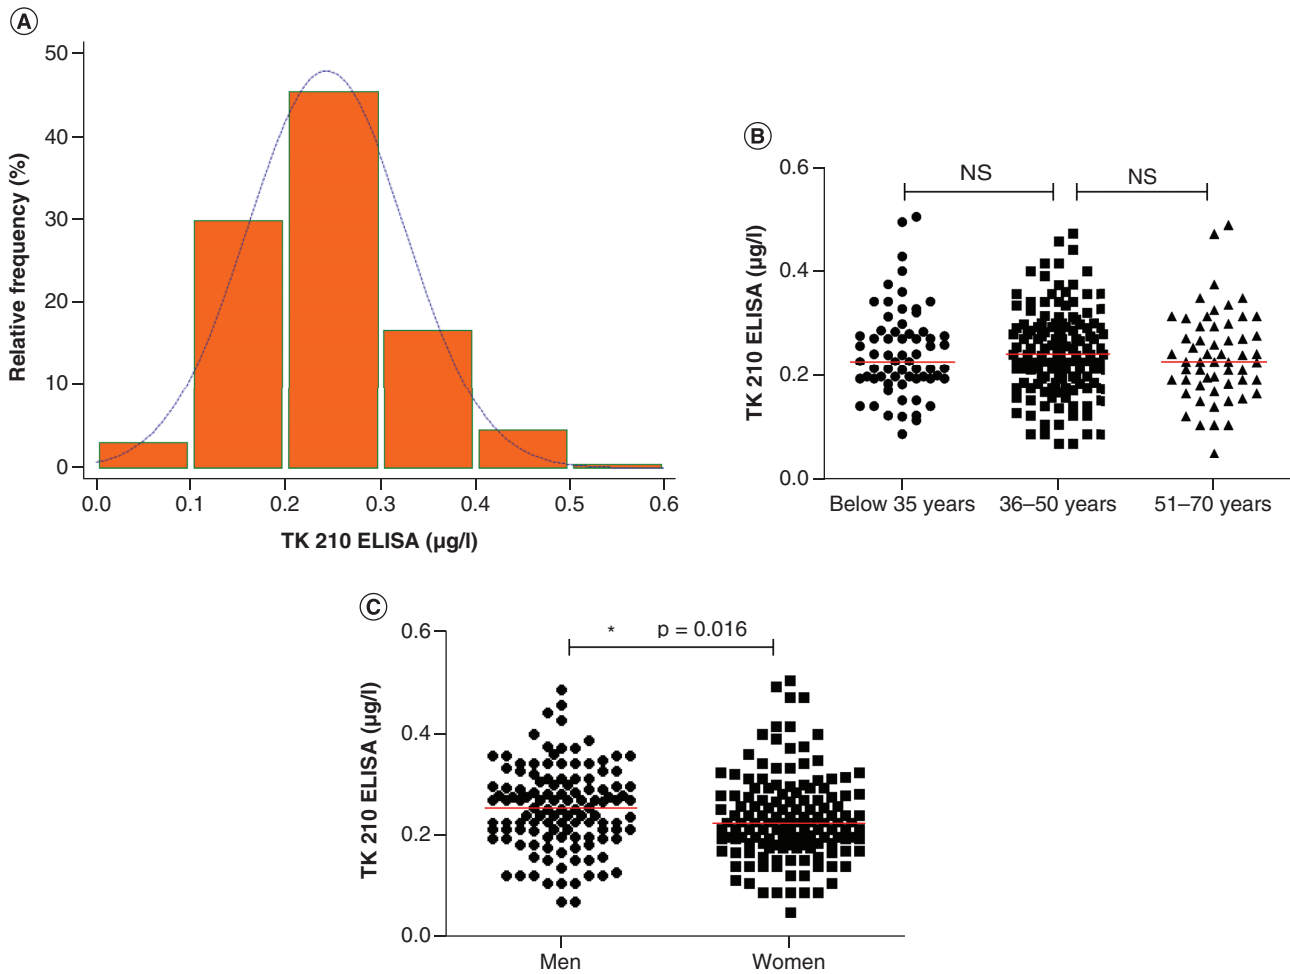 A
50
40
30
20
10
0
Relative frequency (%)
0.0 0.1 0.2 0.3 0.4 0.5 0.6
TK 210 ELISA (µg/l)
B
0.6
0.4
0.2
0.0
TK 210 ELISA (µg/l)
NS NS
Below 35 years 36–50 years 51–70 years
C
0.6
0.4
0.2
0.0
TK 210 ELISA (µg/l)
* p = 0.016
Men Women